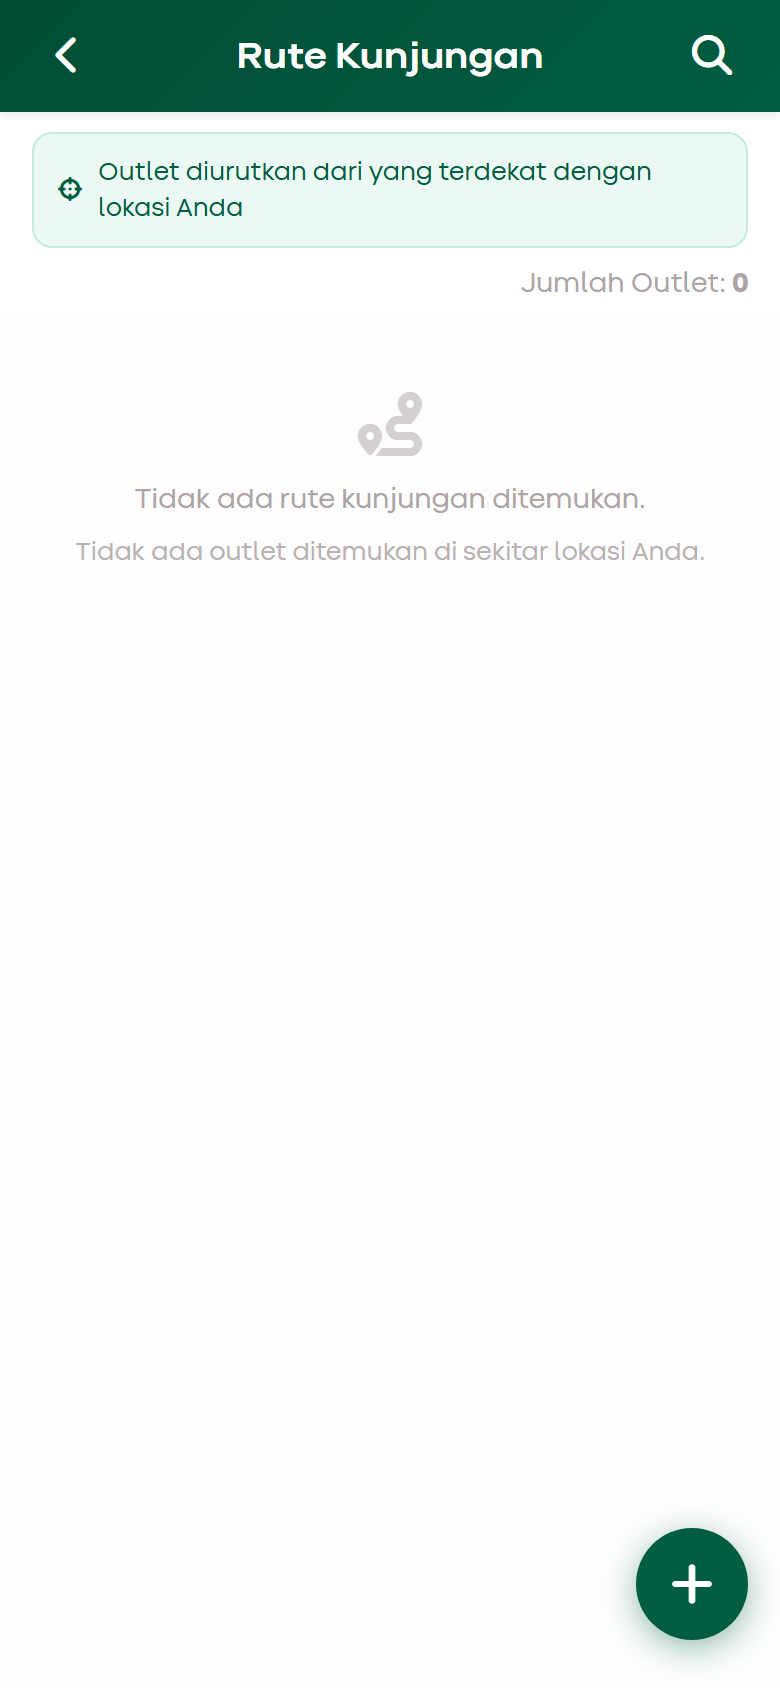 Rute Kunjungan
Outlet diurutkan dari yang terdekat dengan
lokasi Anda
Jumlah Outlet: 0
Tidak ada rute kunjungan ditemukan.
Tidak ada outlet ditemukan di sekitar lokasi Anda.